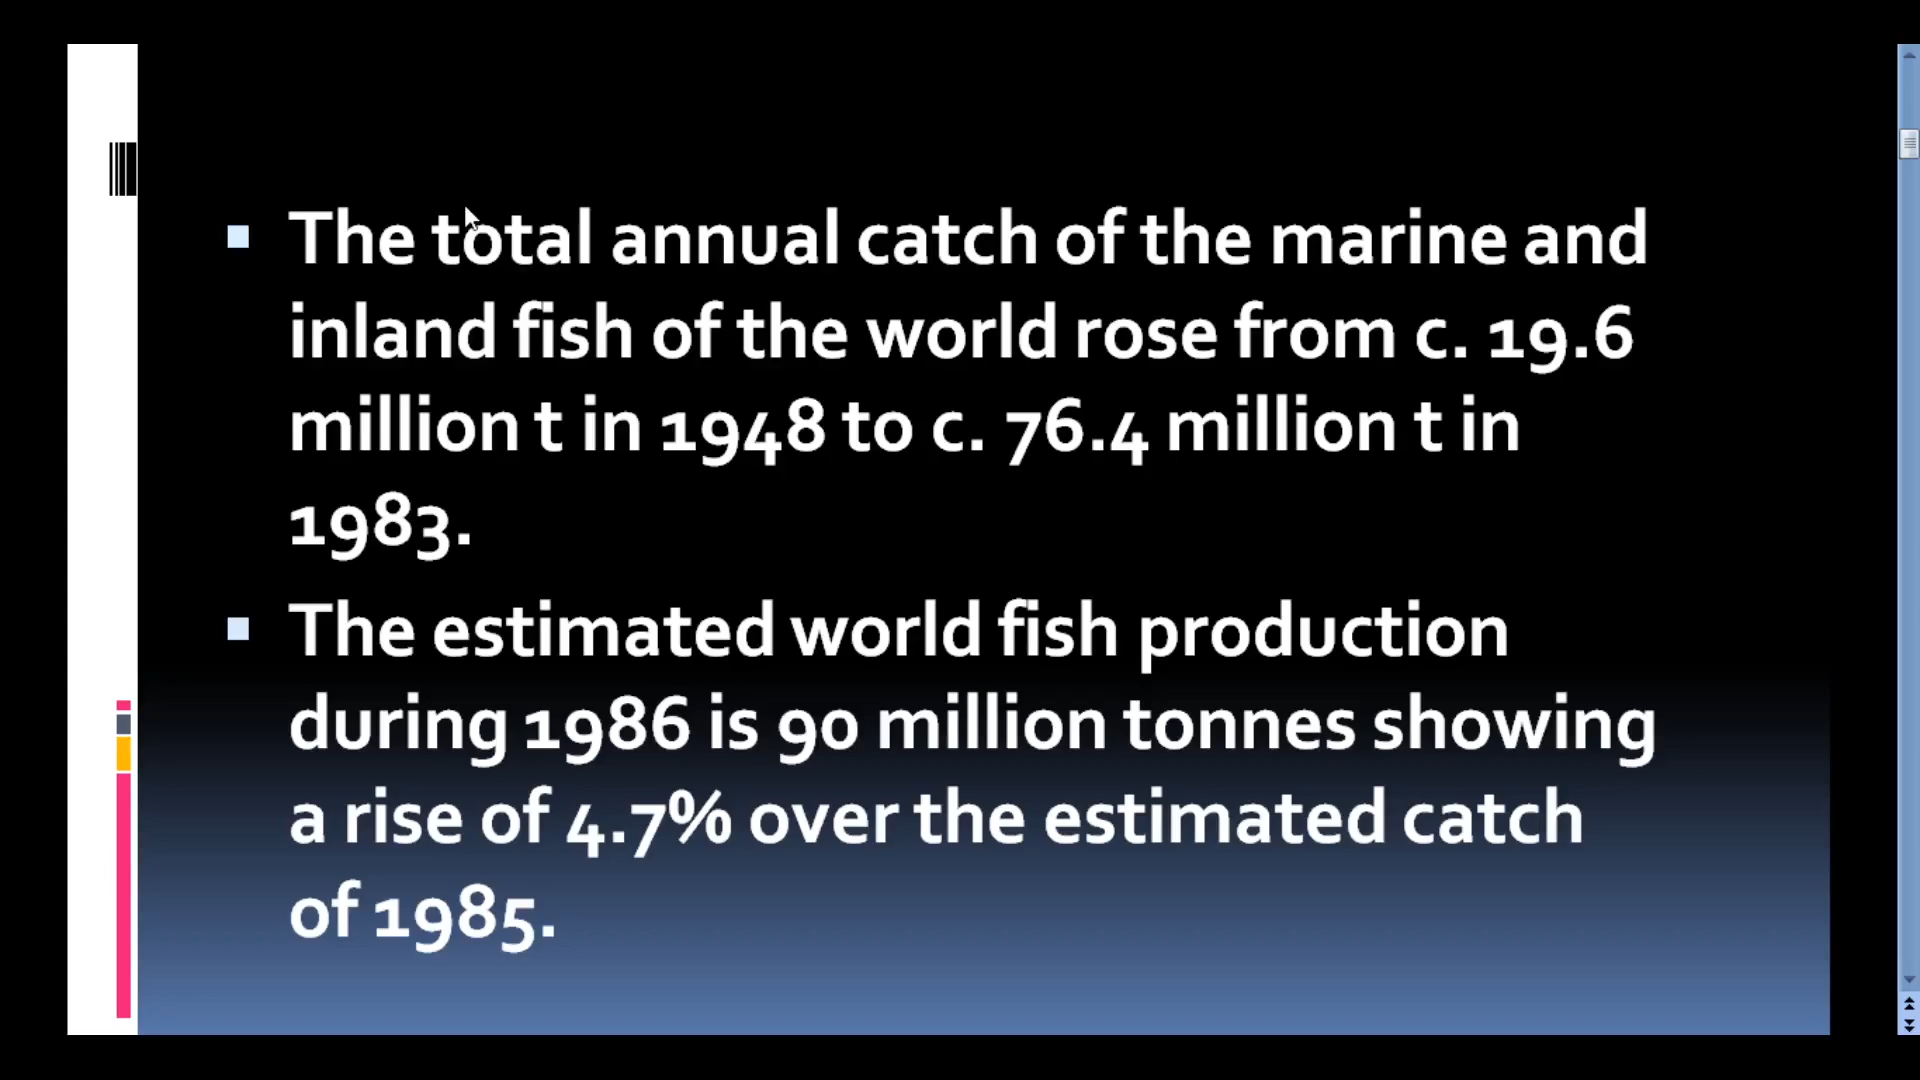 The total annual catch of the marine and
inland fish of the world rose from c. 19.6
million t in 1948 to c. 76.4 million t in
1983.
The estimated world fish production
during 1986 is 90 million tonnes showing
a rise of 4.7% over the estimated catch
of 1985.